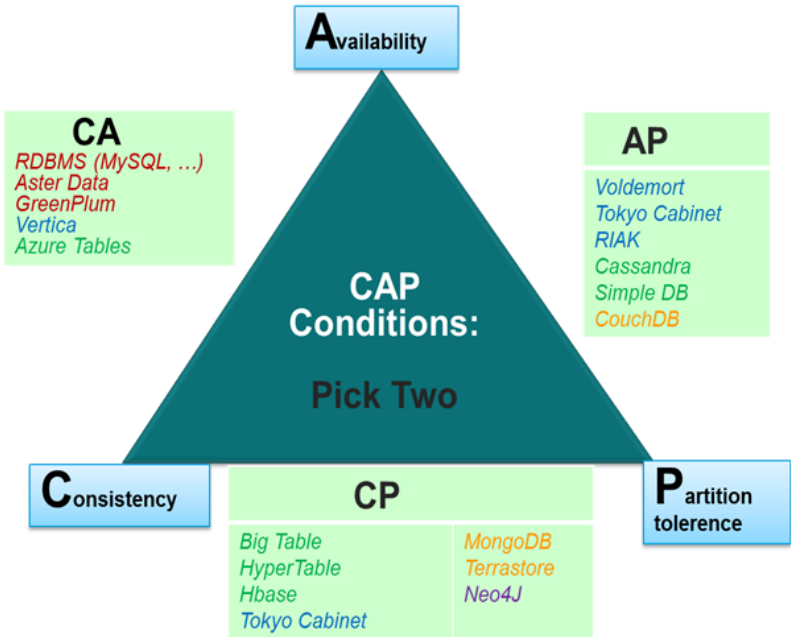 Availability
CA
RDBMS (MySQL, ...)
Aster Data
GreenPlum
Vertica
Azure Tables
AP
Voldemort
Tokyo Cabinet
RIAK
Cassandra
Simple DB
CouchDB
CAP
Conditions:
Pick Two
Consistency
Partition
tolerence
CP
Big Table
HyperTable
Hbase
Tokyo Cabinet
MongoDB
Terrastore
Neo4J